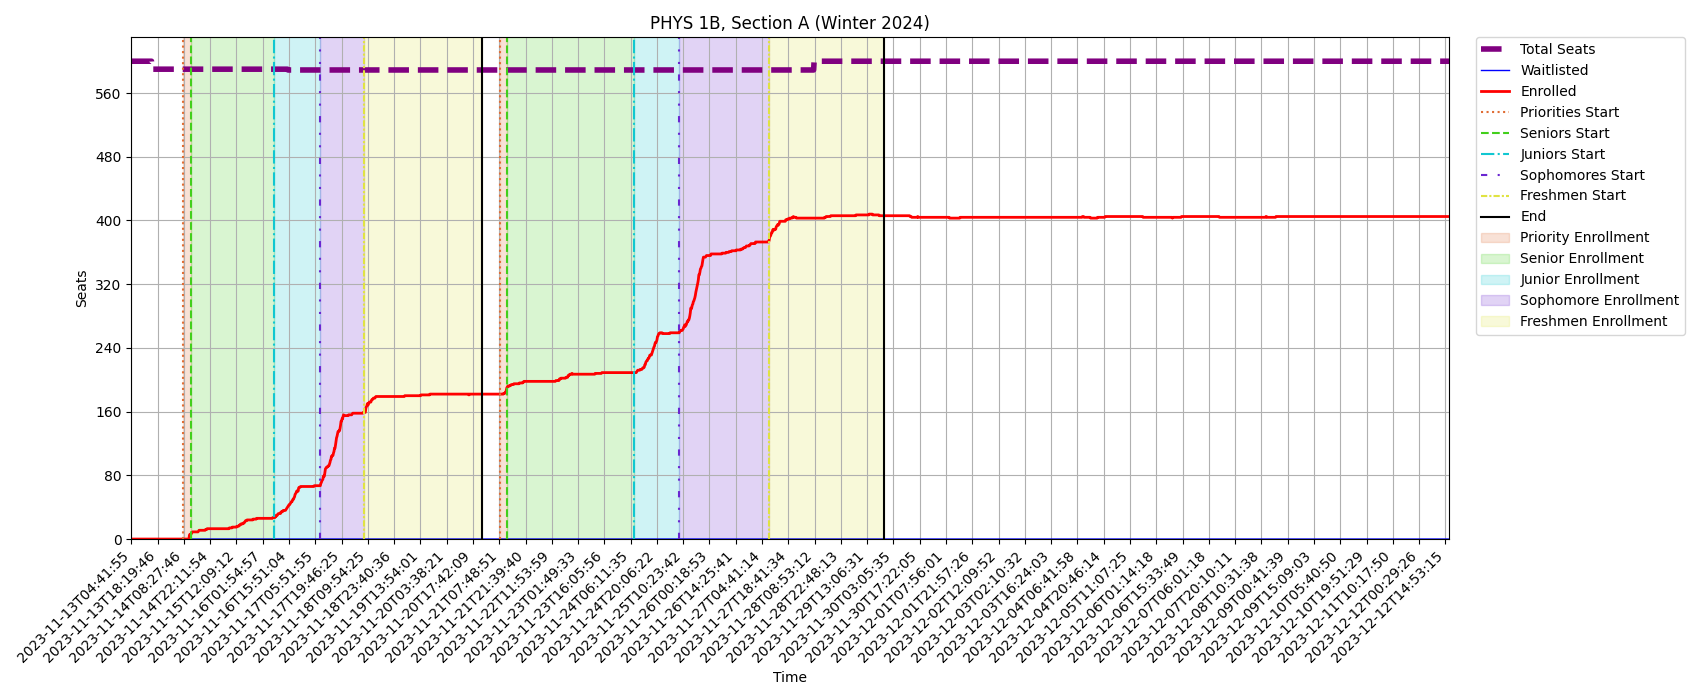 PHYS 1B, Section A (Winter 2024)
Seats
560
480
400
320
240
160
80
0
2023-11-13T04:41:55
2023-11-13T18:19:46
2023-11-14T08:27:46
2023-11-14T22:11:54
2023-11-15T12:09:12
2023-11-16T01:54:57
2023-11-16T15:51:04
2023-11-17T05:51:55
2023-11-17T19:46:25
2023-11-18T09:54:25
2023-11-18T23:40:36
2023-11-19T13:54:01
2023-11-20T03:38:21
2023-11-20T17:42:09
2023-11-21T07:48:51
2023-11-21T21:39:40
2023-11-22T11:53:59
2023-11-23T01:49:33
2023-11-23T16:05:56
2023-11-24T06:11:35
2023-11-24T20:06:22
2023-11-25T10:23:42
2023-11-26T00:18:53
2023-11-26T14:25:41
2023-11-27T04:41:14
2023-11-27T18:41:34
2023-11-28T08:53:12
2023-11-28T22:48:13
2023-11-29T13:06:31
2023-11-30T03:05:35
2023-11-30T17:22:05
2023-12-01T07:56:01
2023-12-01T21:57:26
2023-12-02T12:09:52
2023-12-03T02:10:32
2023-12-03T16:24:03
2023-12-04T06:41:58
2023-12-04T20:46:14
2023-12-05T11:07:25
2023-12-06T01:14:18
2023-12-06T15:33:49
2023-12-07T06:01:18
2023-12-07T20:10:11
2023-12-08T10:31:38
2023-12-09T00:41:39
2023-12-09T15:09:03
2023-12-10T05:40:50
2023-12-10T19:51:29
2023-12-11T10:17:50
2023-12-12T00:29:26
2023-12-12T14:53:15
Time
Total Seats
Waitlisted
Enrolled
Priorities Start
Seniors Start
Juniors Start
Sophomores Start
Freshmen Start
End
Priority Enrollment
Senior Enrollment
Junior Enrollment
Sophomore Enrollment
Freshmen Enrollment